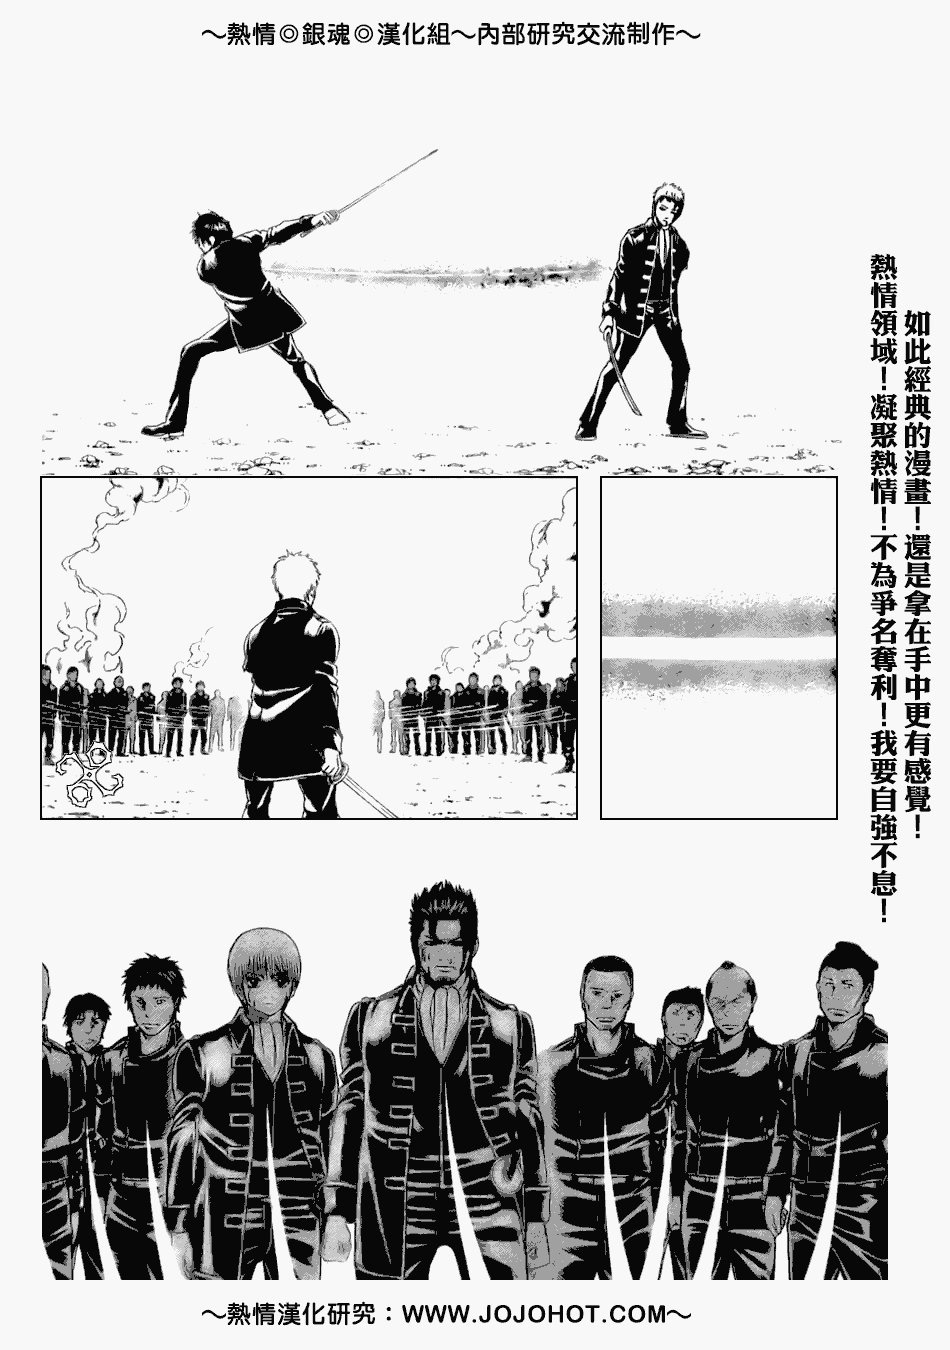 ～熱情◎銀魂◎漢化組～內部研究交流制作～
如此經典的漫畫！還是拿在手中更有感覺！
熱情領域！凝聚熱情！不為爭名奪利！我要自強不息！
～熱情漢化研究：WWW.JOJOHOT.COM～